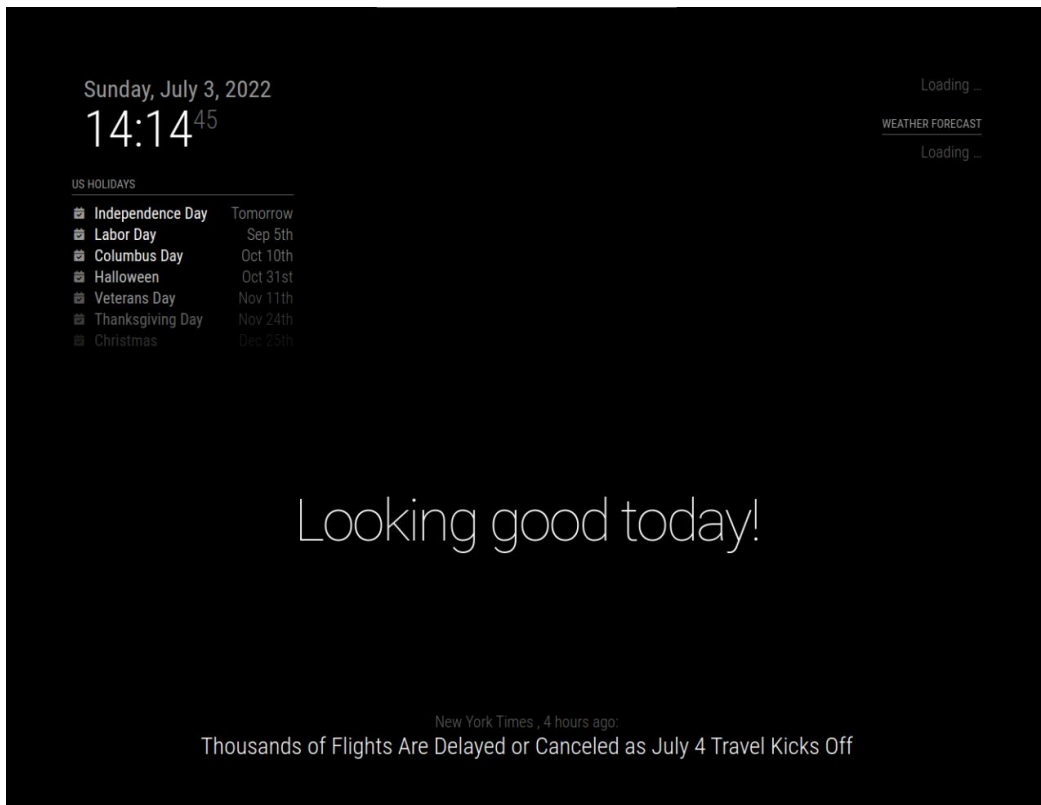 Sunday, July 3, 2022
14:14 45
US HOLIDAYS
Independence Day Tomorrow
Labor Day Sep 5th
Columbus Day Oct 10th
Halloween Oct 31st
Veterans Day Nov 11th
Thanksgiving Day Nov 24th
Christmas Dec 25th
Loading …
WEATHER FORECAST
Loading …
Looking good today!
New York Times , 4 hours ago:
Thousands of Flights Are Delayed or Canceled as July 4 Travel Kicks Off